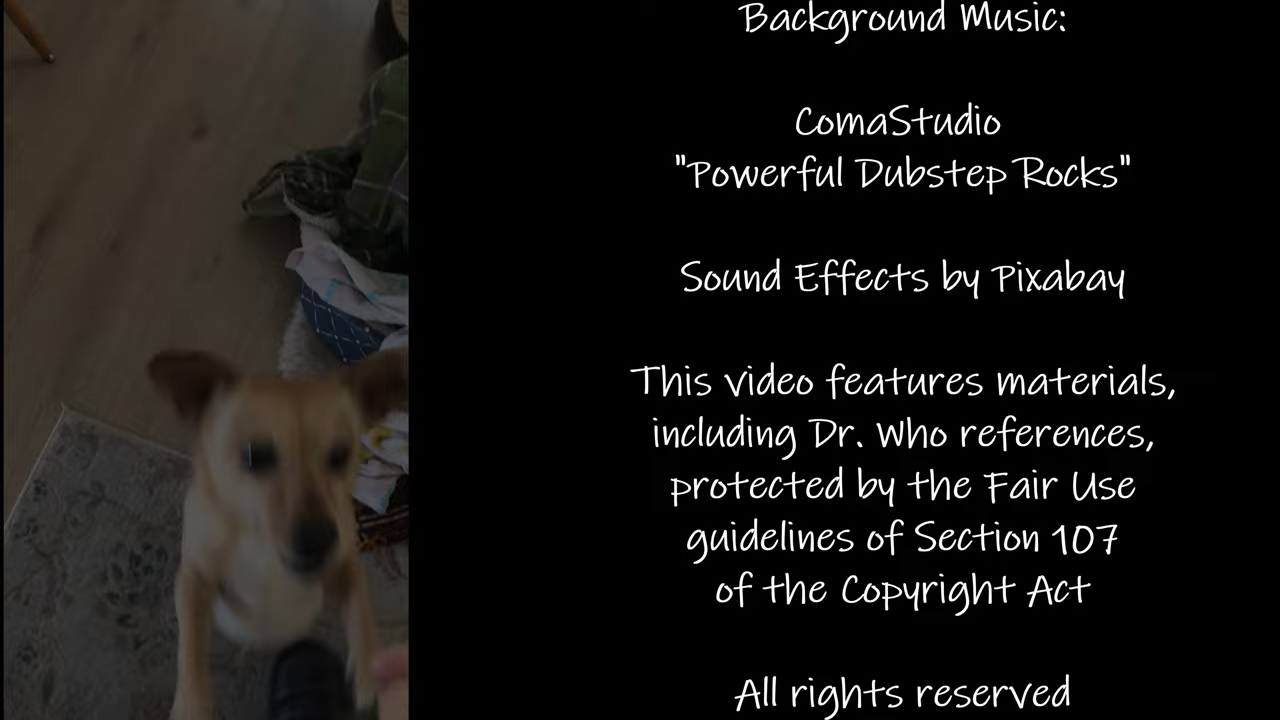 Background Music:
ComaStudio
"Powerful Dubstep Rocks"
Sound Effects by Pixabay
This video features materials,
including Dr. Who references,
protected by the Fair Use
guidelines of Section 107
of the Copyright Act
All rights reserved